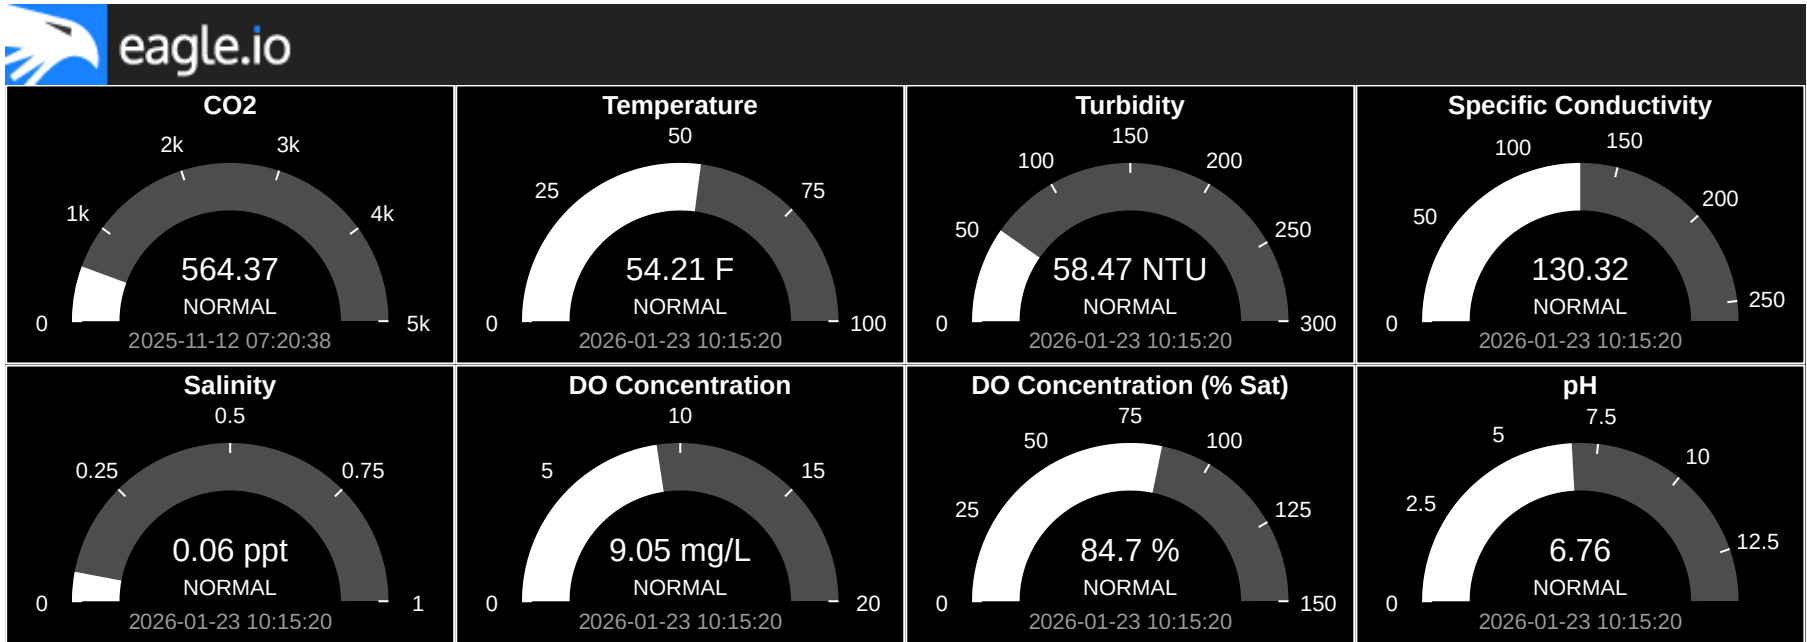 eagle.io
CO2
0
1k
2k
3k
4k
5k
564.37
NORMAL
2025-11-12 07:20:38
Temperature
0
25
50
75
100
54.21 F
NORMAL
2026-01-23 10:15:20
Turbidity
0
50
100
150
200
250
300
58.47 NTU
NORMAL
2026-01-23 10:15:20
Specific Conductivity
0
50
100
150
200
250
130.32
NORMAL
2026-01-23 10:15:20
Salinity
0
0.25
0.5
0.75
1
0.06 ppt
NORMAL
2026-01-23 10:15:20
DO Concentration
0
5
10
15
20
9.05 mg/L
NORMAL
2026-01-23 10:15:20
DO Concentration (% Sat)
0
25
50
75
100
125
150
84.7 %
NORMAL
2026-01-23 10:15:20
pH
0
2.5
5
7.5
10
12.5
6.76
NORMAL
2026-01-23 10:15:20